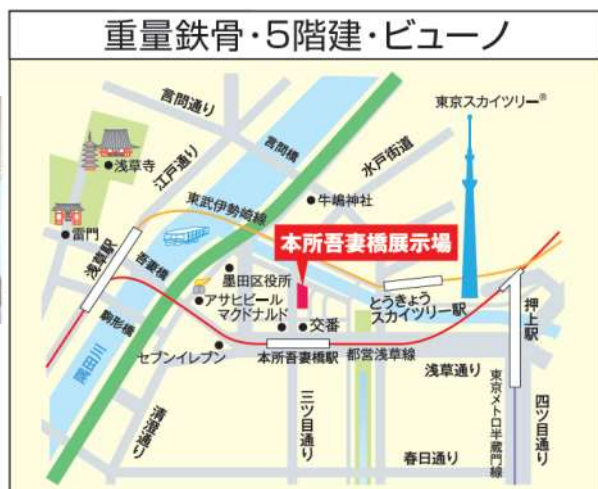 重量鉄骨・5階建・ビューノ
言問通り
東京スカイツリー®
言問橋
水戸街道
江戸通り
浅草寺
東武伊勢崎線
牛嶋神社
雷門
本所吾妻橋展示場
浅草駅
吾妻橋
墨田区役所
アサヒビール
マクドナルド
とうきょう
スカイツリー駅
押上駅
駒形橋
交番
セブンイレブン
本所吾妻橋駅
都営浅草線
浅草通り
隅田川
清澄通り
三ツ目通り
東京メトロ半蔵門線
四ツ目通り
春日通り